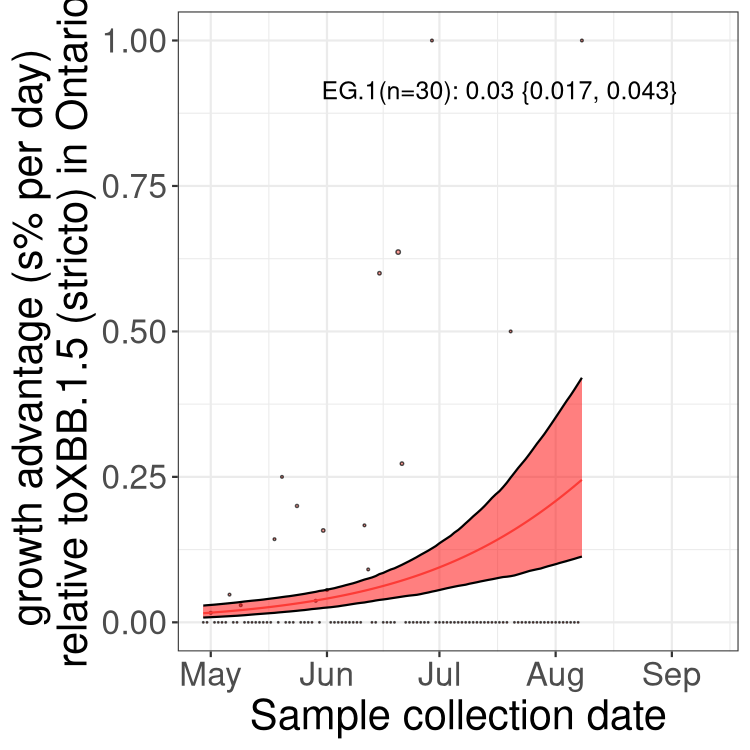 growth advantage (s% per day)
relative toXBB.1.5 (stricto) in Ontario
1.00
0.75
0.50
0.25
0.00
EG.1(n=30): 0.03 {0.017, 0.043}
May Jun Jul Aug Sep
Sample collection date